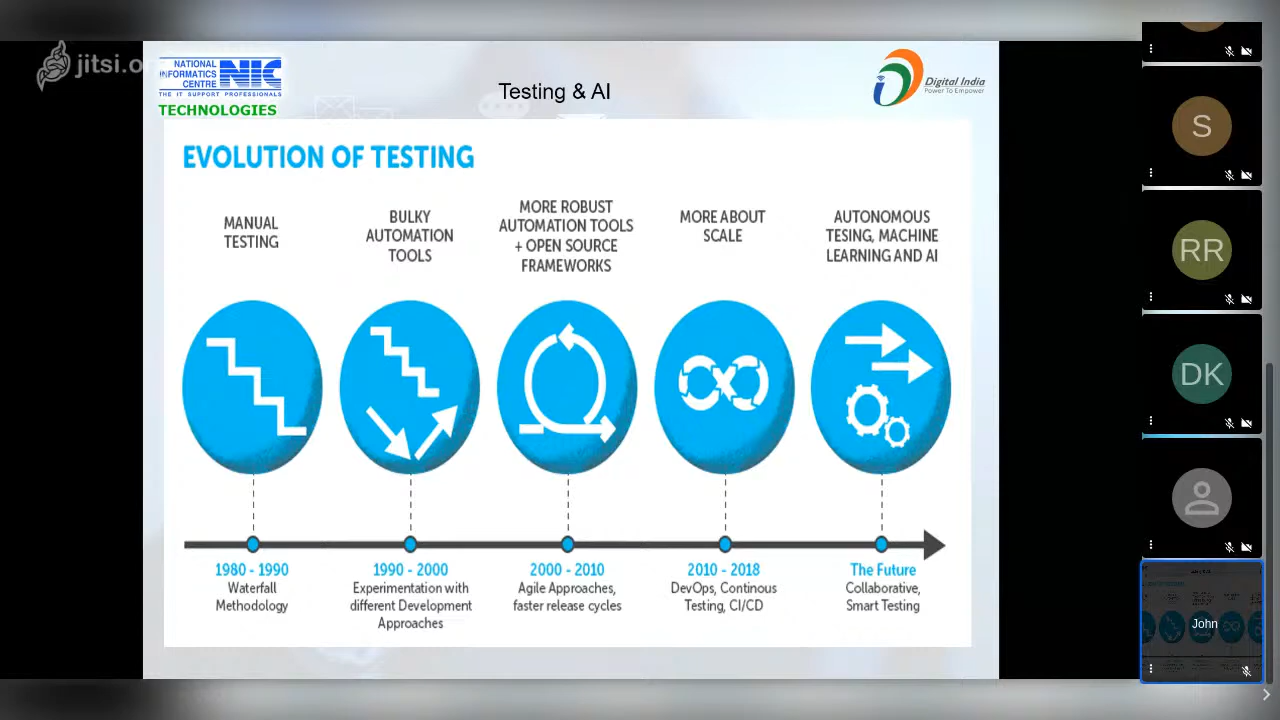 jitsi.o
NATIONAL
INFORMATICS
CENTRE
NIC
THE IT SUPPORT PROFESSIONALS
TECHNOLOGIES
Testing & AI
Digital India
Power To Empower
EVOLUTION OF TESTING
MANUAL
TESTING
BULKY
AUTOMATION
TOOLS
MORE ROBUST
AUTOMATION TOOLS
+ OPEN SOURCE
FRAMEWORKS
MORE ABOUT
SCALE
AUTONOMOUS
TESING, MACHINE
LEARNING AND AI
1980 - 1990
Waterfall
Methodology
1990 - 2000
Experimentation with
different Development
Approaches
2000 - 2010
Agile Approaches,
faster release cycles
2010 - 2018
DevOps, Continous
Testing, CI/CD
The Future
Collaborative,
Smart Testing
S
RR
DK
John